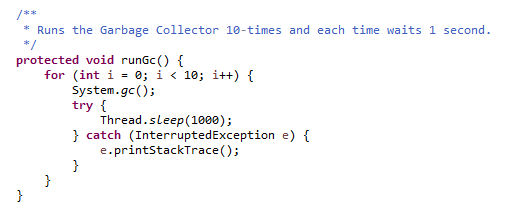 /**
 * Runs the Garbage Collector 10-times and each time waits 1 second.
 */
protected void runGc() {
    for (int i = 0; i < 10; i++) {
        System.gc();
        try {
            Thread.sleep(1000);
        } catch (InterruptedException e) {
            e.printStackTrace();
        }
    }
}